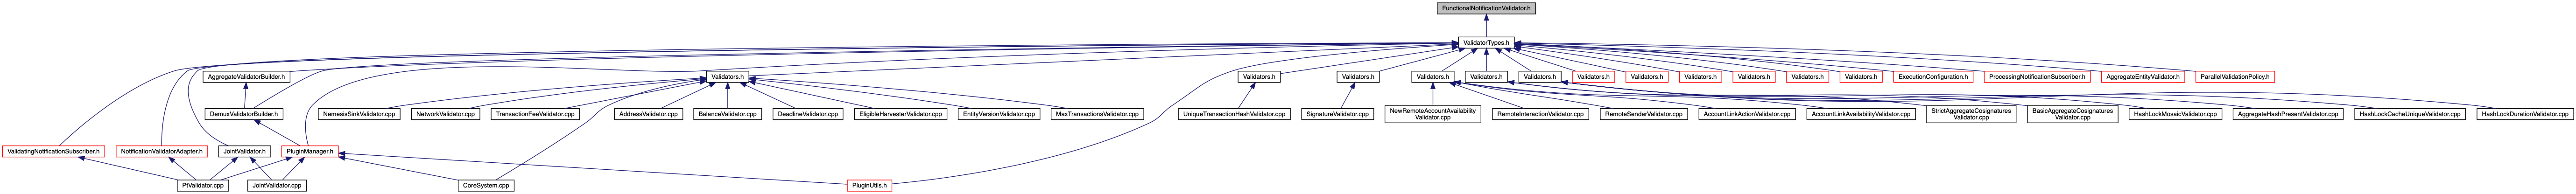 FunctionalNotificationValidator.h
ValidatorTypes.h
AggregateValidatorBuilder.h
Validators.h
Validators.h
Validators.h
Validators.h
Validators.h
Validators.h
Validators.h
Validators.h
Validators.h
Validators.h
Validators.h
Validators.h
ExecutionConfiguration.h
ProcessingNotificationSubscriber.h
AggregateEntityValidator.h
ParallelValidationPolicy.h
DemuxValidatorBuilder.h
NemesisSinkValidator.cpp
NetworkValidator.cpp
TransactionFeeValidator.cpp
AddressValidator.cpp
BalanceValidator.cpp
DeadlineValidator.cpp
EligibleHarvesterValidator.cpp
EntityVersionValidator.cpp
MaxTransactionsValidator.cpp
UniqueTransactionHashValidator.cpp
SignatureValidator.cpp
NewRemoteAccountAvailability
Validator.cpp
RemoteInteractionValidator.cpp
RemoteSenderValidator.cpp
AccountLinkActionValidator.cpp
AccountLinkAvailabilityValidator.cpp
StrictAggregateCosignatures
Validator.cpp
BasicAggregateCosignatures
Validator.cpp
HashLockMosaicValidator.cpp
AggregateHashPresentValidator.cpp
HashLockCacheUniqueValidator.cpp
HashLockDurationValidator.cpp
ValidatingNotificationSubscriber.h
NotificationValidatorAdapter.h
JointValidator.h
PluginManager.h
PtValidator.cpp
JointValidator.cpp
CoreSystem.cpp
PluginUtils.h